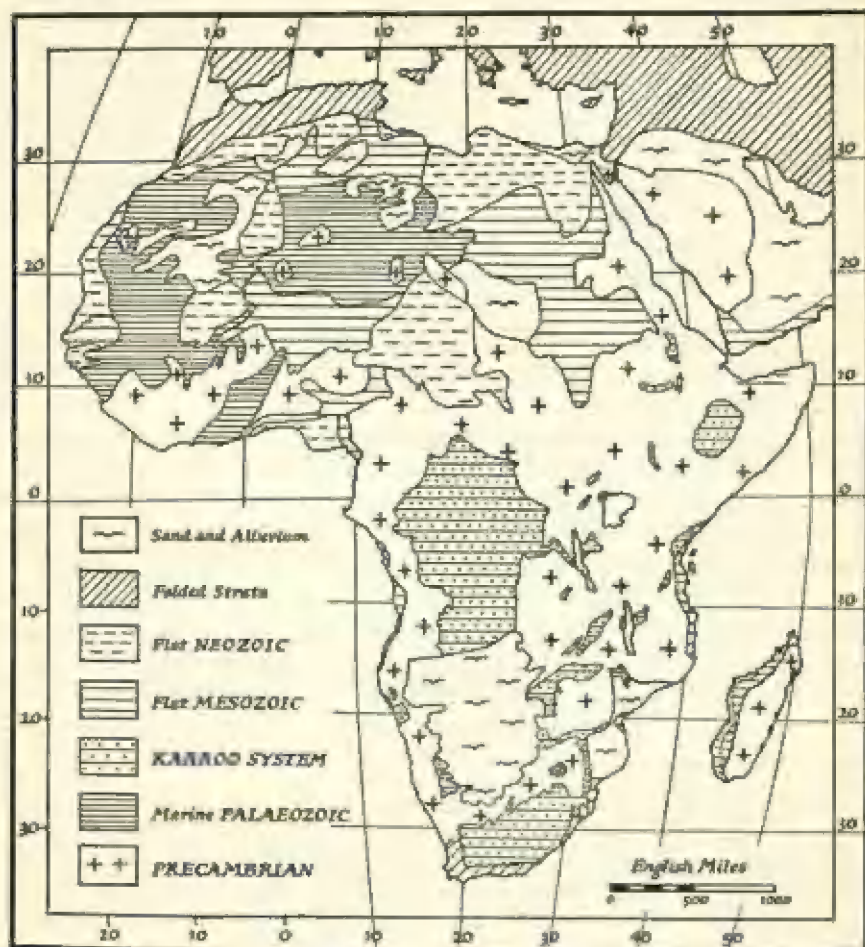 10 0 10 20 30 40 50
30 30
20 20
10 10
0 0
10 10
20 20
30 30
Sand and Alluvium
Folded Strata
Flat NEOZOIC
Flat MESOZOIC
KARROO SYSTEM
Marine PALAEOZOIC
PRECAMBRIAN
English Miles
0 500 1000
20 10 0 10 20 30 40 50